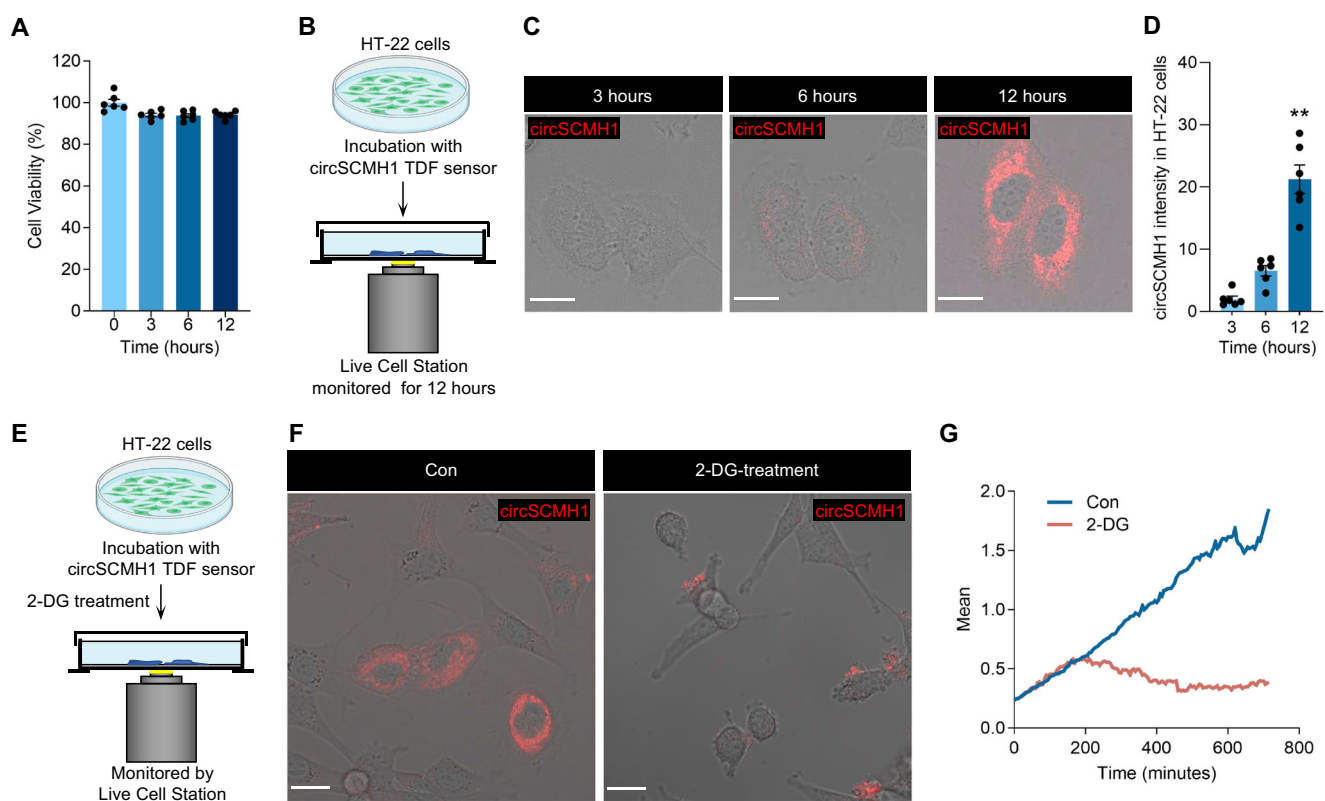 A
Cell Viability (%)
120
100
80
60
40
20
0
0 3 6 12
Time (hours)
B
HT-22 cells
Incubation with
circSCMH1 TDF sensor
Live Cell Station
monitored for 12 hours
C
3 hours
6 hours
12 hours
circSCMH1
circSCMH1
circSCMH1
D
circSCMH1 intensity in HT-22 cells
40
30
20
10
0
**
3 6 12
Time (hours)
E
HT-22 cells
Incubation with
circSCMH1 TDF sensor
2-DG treatment
Monitored by
Live Cell Station
F
Con
2-DG-treatment
circSCMH1
circSCMH1
G
Mean
2.0
1.5
1.0
0.5
0.0
Con
2-DG
0 200 400 600 800
Time (minutes)